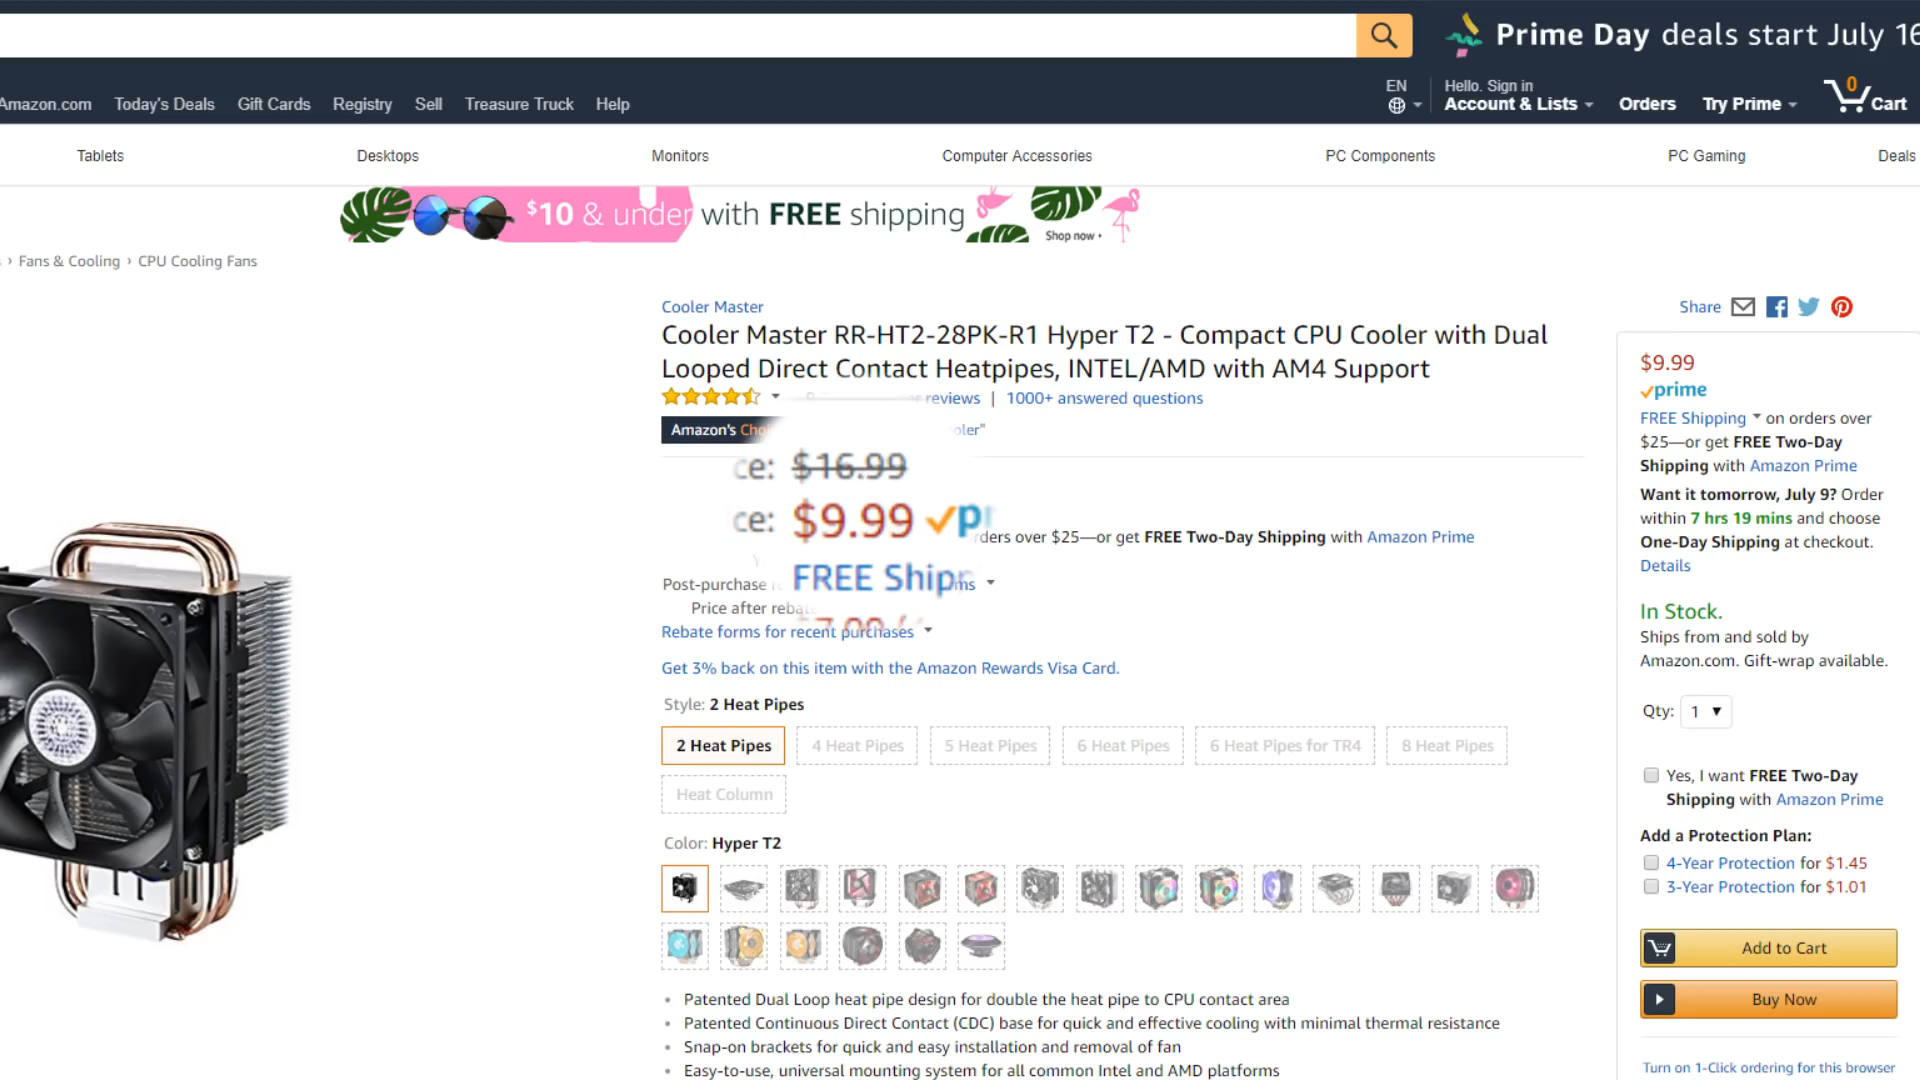 Prime Day deals start July 16
EN
Hello. Sign in
0
Amazon.com Today's Deals Gift Cards Registry Sell Treasure Truck Help
Account & Lists Orders Try Prime Cart
Tablets Desktops Monitors Computer Accessories PC Components PC Gaming Deals
$10 & under with FREE shipping
Shop now
› Fans & Cooling › CPU Cooling Fans
Cooler Master
Cooler Master RR-HT2-28PK-R1 Hyper T2 - Compact CPU Cooler with Dual
Looped Direct Contact Heatpipes, INTEL/AMD with AM4 Support
reviews | 1000+ answered questions
Amazon's
ce: $16.99
ce: $9.99
rders over $25—or get FREE Two-Day Shipping with Amazon Prime
FREE
Post-purchase
Price after
Rebate forms for recent purchases
Get 3% back on this item with the Amazon Rewards Visa Card.
Style: 2 Heat Pipes
2 Heat Pipes 4 Heat Pipes 5 Heat Pipes 6 Heat Pipes 6 Heat Pipes for TR4 8 Heat Pipes
Heat Column
Color: Hyper T2
• Patented Dual Loop heat pipe design for double the heat pipe to CPU contact area
• Patented Continuous Direct Contact (CDC) base for quick and effective cooling with minimal thermal resistance
• Snap-on brackets for quick and easy installation and removal of fan
• Easy-to-use, universal mounting system for all common Intel and AMD platforms
Share
$9.99
prime
FREE Shipping on orders over
$25—or get FREE Two-Day
Shipping with Amazon Prime
Want it tomorrow, July 9? Order
within 7 hrs 19 mins and choose
One-Day Shipping at checkout.
Details
In Stock.
Ships from and sold by
Amazon.com. Gift-wrap available.
Qty: 1
Yes, I want FREE Two-Day
Shipping with Amazon Prime
Add a Protection Plan:
4-Year Protection for $1.45
3-Year Protection for $1.01
Add to Cart
Buy Now
Turn on 1-Click ordering for this browser